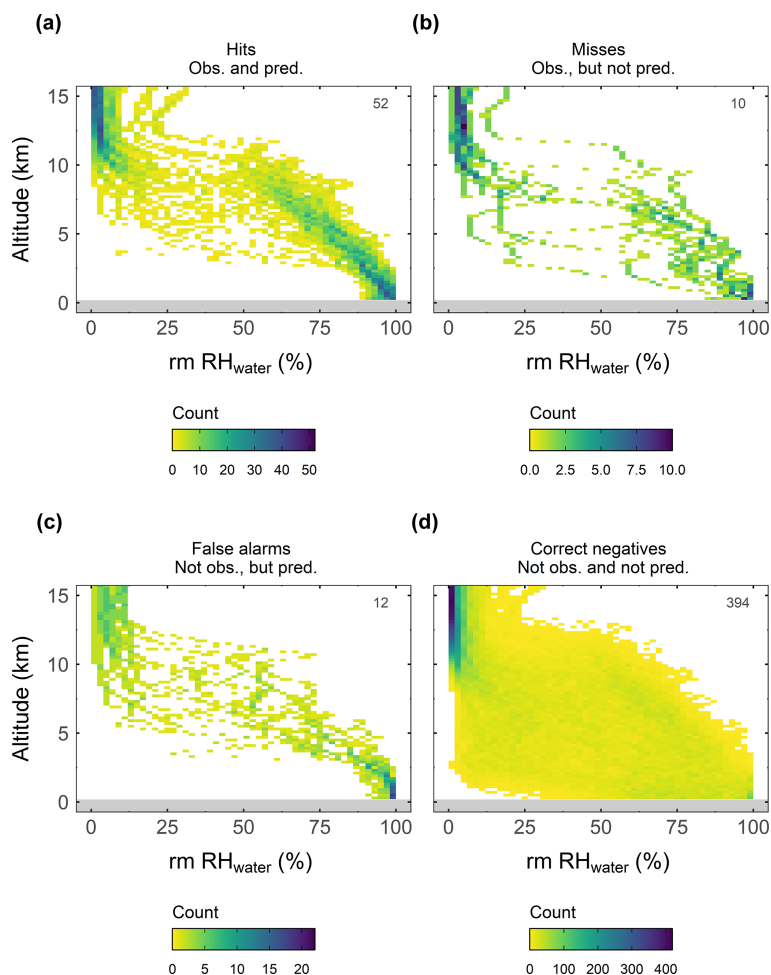 (a)
Hits
Obs. and pred.
52
15
10
5
0
Altitude (km)
0 25 50 75 100
rm RHwater (%)
Count
0 10 20 30 40 50
(b)
Misses
Obs., but not pred.
10
0 25 50 75 100
rm RHwater (%)
Count
0.0 2.5 5.0 7.5 10.0
(c)
False alarms
Not obs., but pred.
12
15
10
5
0
Altitude (km)
0 25 50 75 100
rm RHwater (%)
Count
0 5 10 15 20
(d)
Correct negatives
Not obs. and not pred.
394
0 25 50 75 100
rm RHwater (%)
Count
0 100 200 300 400